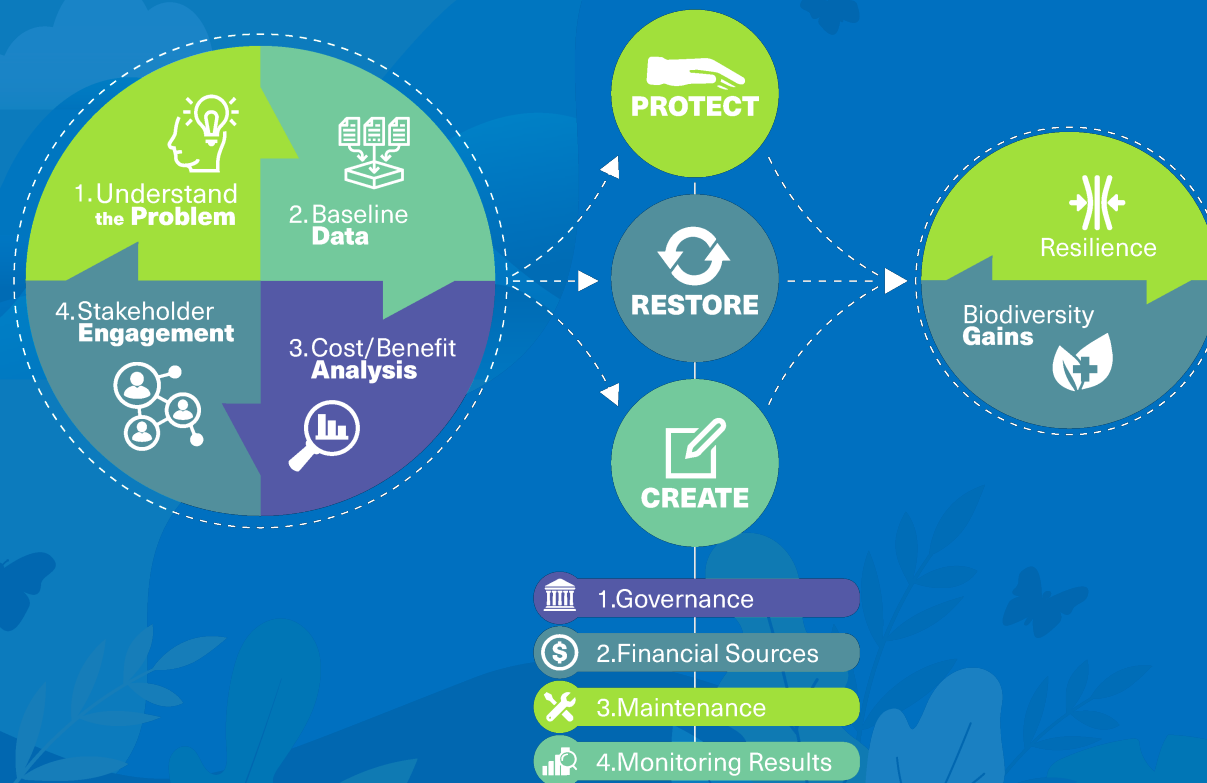 1. Understand
the Problem
2. Baseline
Data
3. Cost/Benefit
Analysis
4. Stakeholder
Engagement
PROTECT
RESTORE
CREATE
1.Governance
2.Financial Sources
3.Maintenance
4.Monitoring Results
Resilience
Biodiversity
Gains